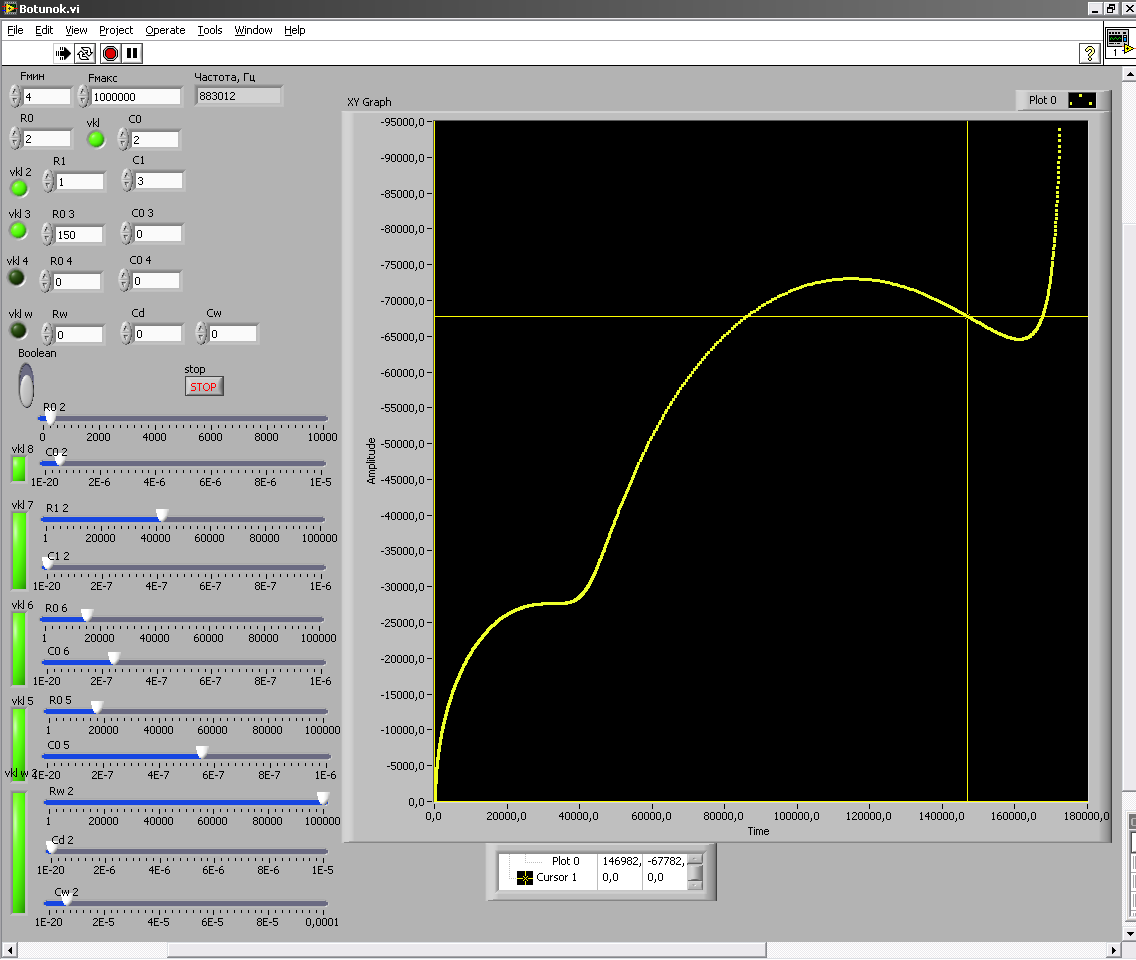 Botunok.vi
File Edit View Project Operate Tools Window Help
1
Fмин Fмакс Частота, Гц
4 1000000 883012
R0 vkl C0
2 2
vkl 2 R1 C1
1 3
vkl 3 R0 3 C0 3
150 0
vkl 4 R0 4 C0 4
0 0
vkl w Rw Cd Cw
0 0 0
Boolean
stop
STOP
R0 2
0 2000 4000 6000 8000 10000
vkl 8 C0 2
1E-20 2E-6 4E-6 6E-6 8E-6 1E-5
vkl 7 R1 2
1 20000 40000 60000 80000 100000
C1 2
1E-20 2E-7 4E-7 6E-7 8E-7 1E-6
vkl 6 R0 6
1 20000 40000 60000 80000 100000
C0 6
1E-20 2E-7 4E-7 6E-7 8E-7 1E-6
vkl 5 R0 5
1 20000 40000 60000 80000 100000
C0 5
1E-20 2E-7 4E-7 6E-7 8E-7 1E-6
vkl w 2
Rw 2
1 20000 40000 60000 80000 100000
Cd 2
1E-20 2E-6 4E-6 6E-6 8E-6 1E-5
Cw 2
1E-20 2E-5 4E-5 6E-5 8E-5 0,0001
XY Graph
Plot 0
-95000,0
-90000,0
-85000,0
-80000,0
-75000,0
-70000,0
-65000,0
-60000,0
-55000,0
-50000,0
-45000,0
-40000,0
-35000,0
-30000,0
-25000,0
-20000,0
-15000,0
-10000,0
-5000,0
0,0
Amplitude
0,0 20000,0 40000,0 60000,0 80000,0 100000,0 120000,0 140000,0 160000,0 180000,0
Time
Plot 0 146982, -67782,
Cursor 1 0,0 0,0